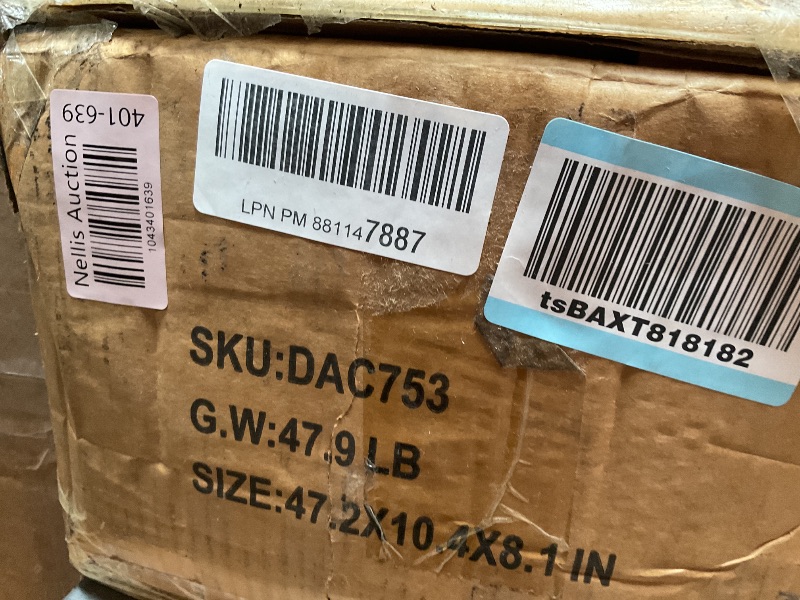 401-639
Nellis Auction
1043401639
LPN PM 881147887
tsBAXT818182
SKU:DAC753
G.W:47.9 LB
SIZE:47.2X10.4X8.1 IN